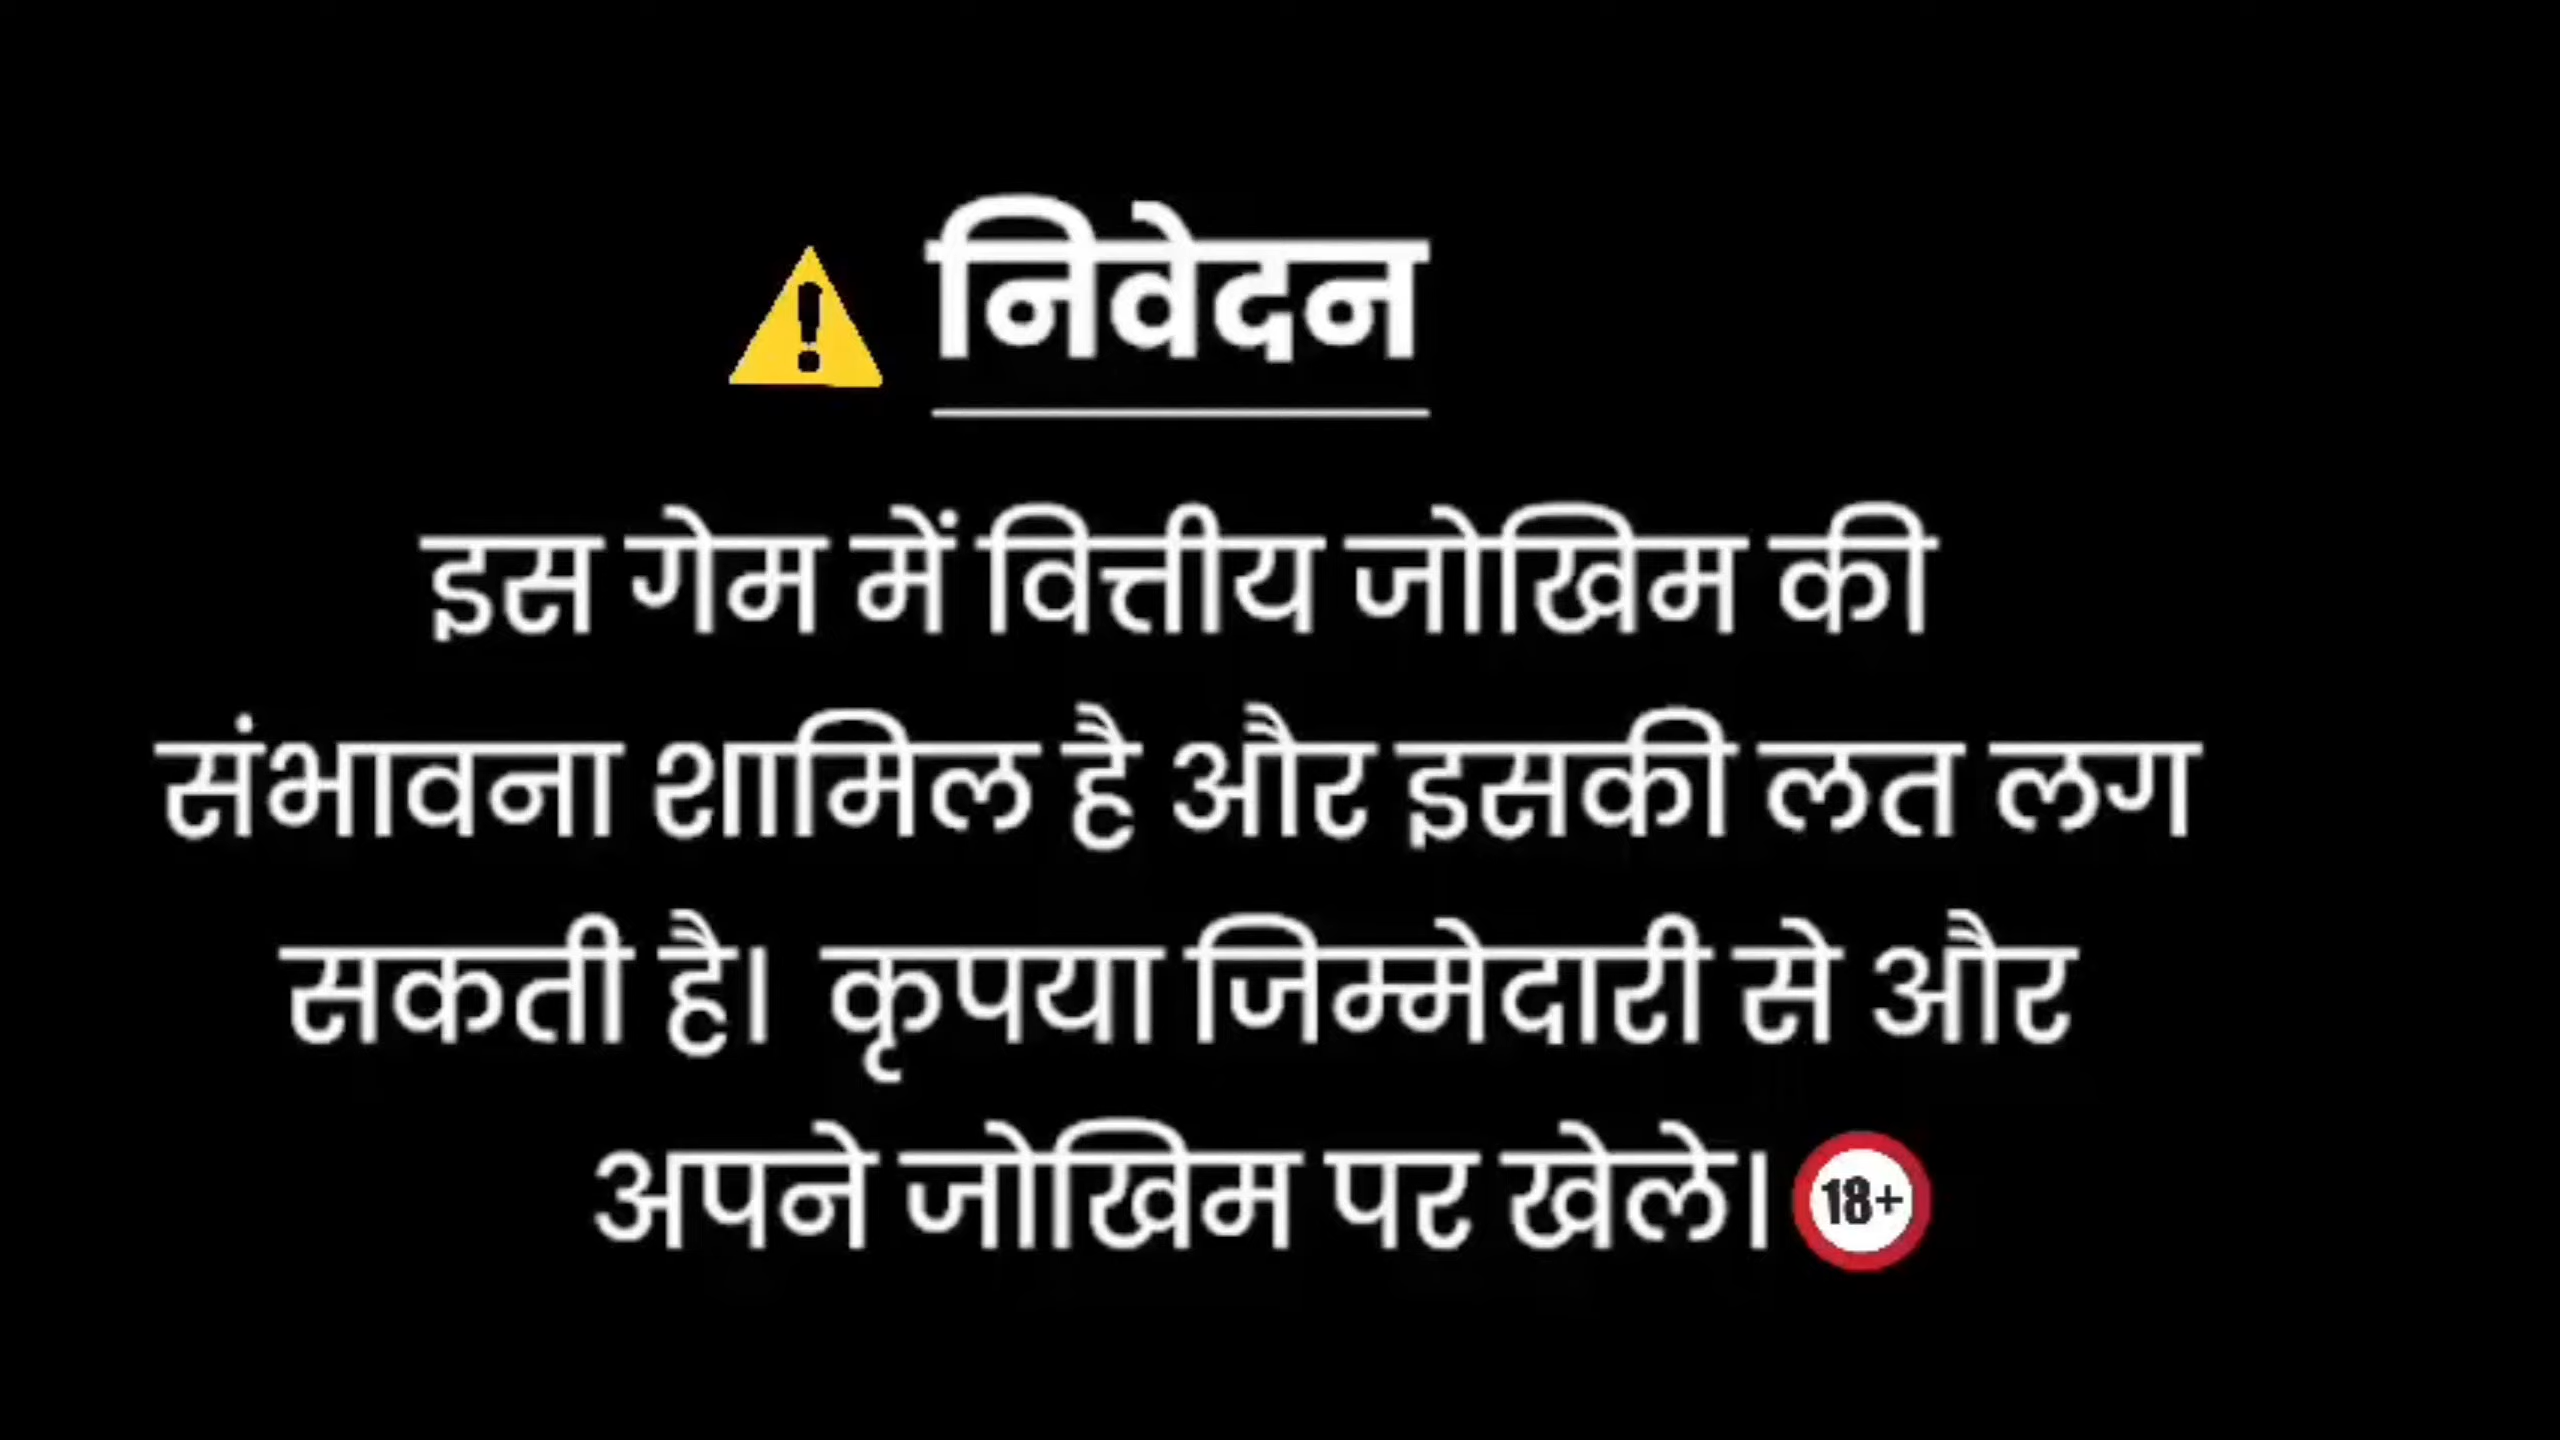 ⚠ निवेदन
इस गेम में वित्तीय जोखिम की
संभावना शामिल है और इसकी लत लग
सकती है। कृपया जिम्मेदारी से और
अपने जोखिम पर खेले। 18+